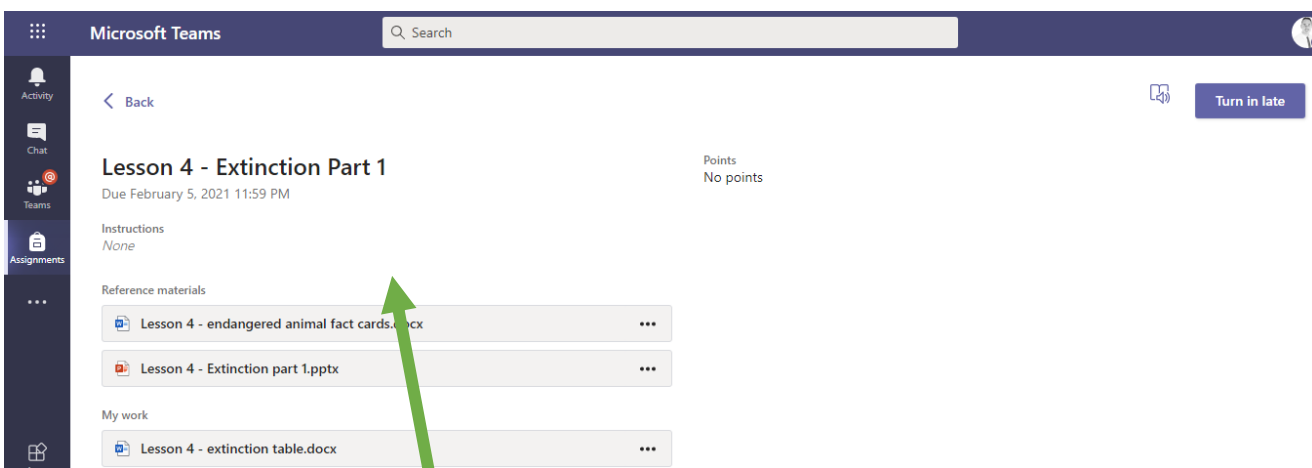 Microsoft Teams
Search
Activity
Chat
Teams
Assignments
Back
Turn in late
Lesson 4 - Extinction Part 1
Due February 5, 2021 11:59 PM
Points
No points
Instructions
None
Reference materials
Lesson 4 - endangered animal fact cards.docx
Lesson 4 - Extinction part 1.pptx
My work
Lesson 4 - extinction table.docx